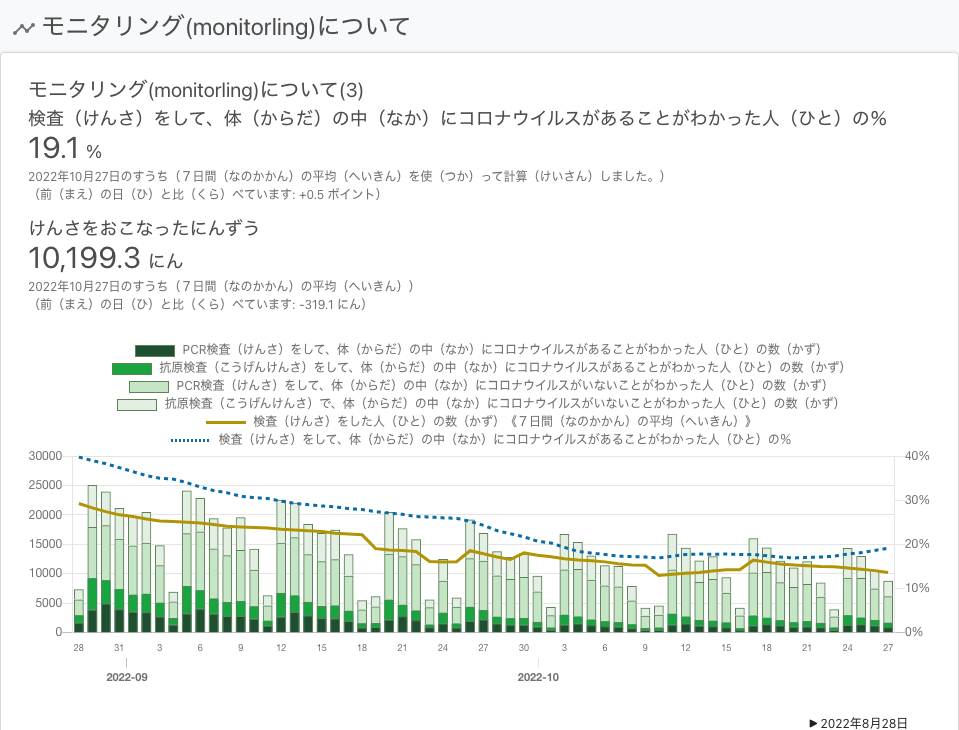 モニタリング(monitorling)について
モニタリング(monitorling)について(3)
検査（けんさ）をして、体（からだ）の中（なか）にコロナウイルスがあることがわかった人（ひと）の%
19.1 %
2022年10月27日のすうち（７日間（なのかかん）の平均（へいきん）を使（つか）って計算（けいさん）しました。）
（前（まえ）の日（ひ）と比（くら）べています: +0.5 ポイント）
けんさをおこなったにんずう
10,199.3 にん
2022年10月27日のすうち（７日間（なのかかん）の平均（へいきん））
（前（まえ）の日（ひ）と比（くら）べています: -319.1 にん）
PCR検査（けんさ）をして、体（からだ）の中（なか）にコロナウイルスがあることがわかった人（ひと）の数（かず）
抗原検査（こうげんけんさ）をして、体（からだ）の中（なか）にコロナウイルスがあることがわかった人（ひと）の数（かず）
PCR検査（けんさ）をして、体（からだ）の中（なか）にコロナウイルスがいないことがわかった人（ひと）の数（かず）
抗原検査（こうげんけんさ）で、体（からだ）の中（なか）にコロナウイルスがいないことがわかった人（ひと）の数（かず）
検査（けんさ）をした人（ひと）の数（かず）《７日間（なのかかん）の平均（へいきん）》
検査（けんさ）をして、体（からだ）の中（なか）にコロナウイルスがあることがわかった人（ひと）の%
30000 40%
25000
20000 30%
15000 20%
10000
5000 10%
0 0%
28 31 3 6 9 12 15 18 21 24 27 30 3 6 9 12 15 18 21 24 27
2022-09 2022-10
▶ 2022年8月28日